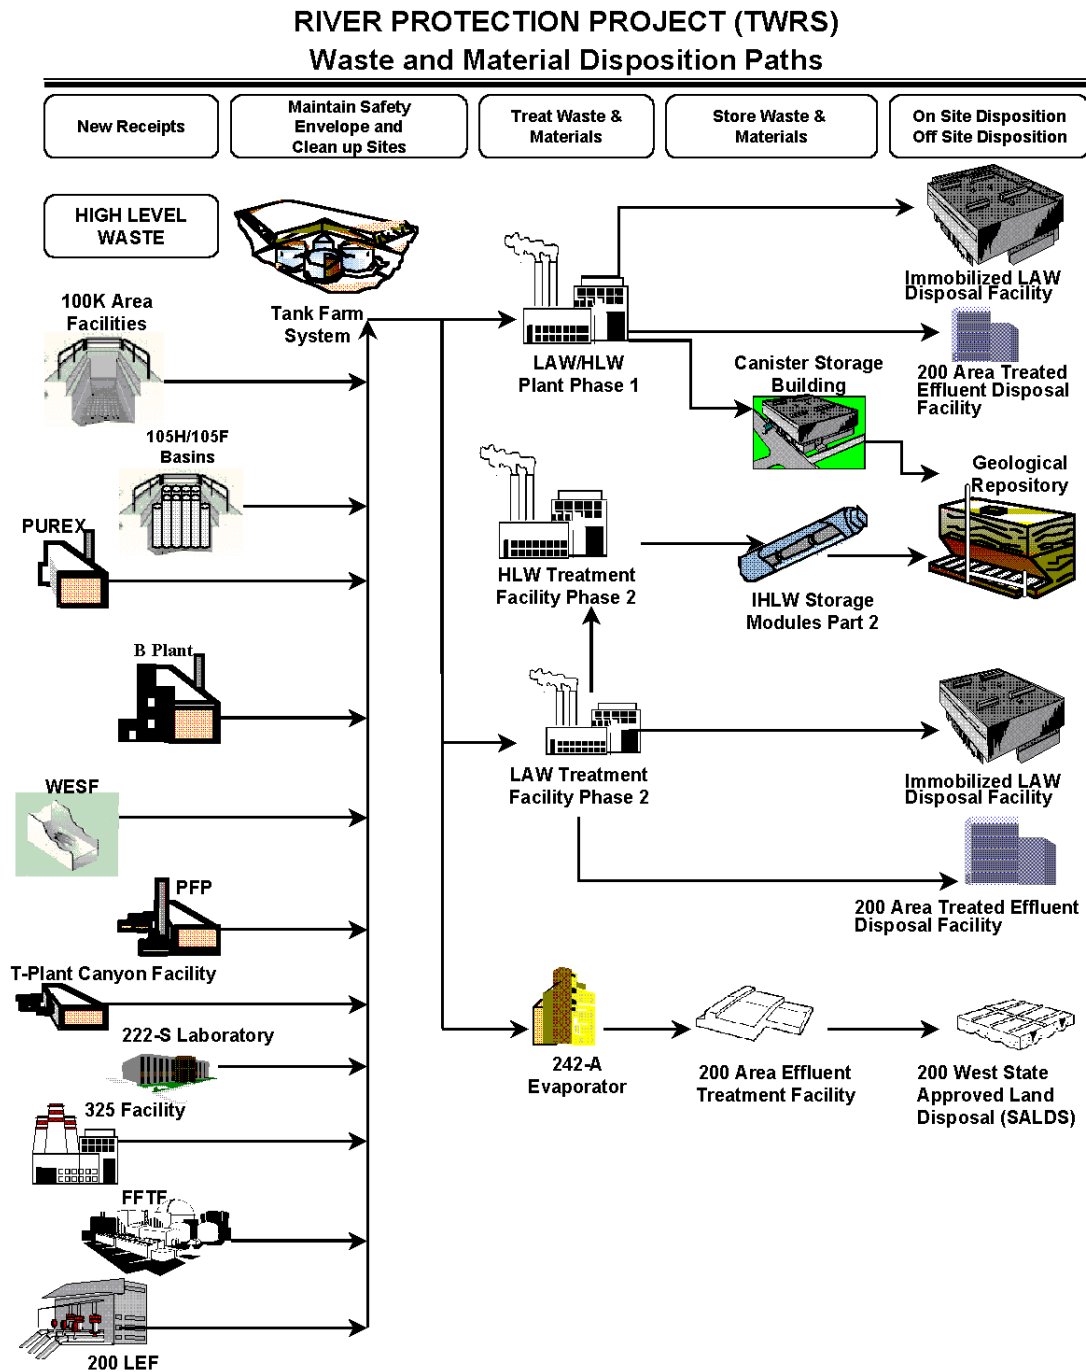 RIVER PROTECTION PROJECT (TWRS)
Waste and Material Disposition Paths
New Receipts
Maintain Safety
Envelope and
Clean up Sites
Treat Waste &
Materials
Store Waste &
Materials
On Site Disposition
Off Site Disposition
HIGH LEVEL
WASTE
Tank Farm
System
100K Area
Facilities
105H/105F
Basins
PUREX
B Plant
WESF
PFP
T-Plant Canyon Facility
222-S Laboratory
325 Facility
FFTF
200 LEF
LAW/HLW
Plant Phase 1
HLW Treatment
Facility Phase 2
LAW Treatment
Facility Phase 2
242-A
Evaporator
Canister Storage
Building
IHLW Storage
Modules Part 2
200 Area Effluent
Treatment Facility
Immobilized LAW
Disposal Facility
200 Area Treated
Effluent Disposal
Facility
Geological
Repository
Immobilized LAW
Disposal Facility
200 Area Treated Effluent
Disposal Facility
200 West State
Approved Land
Disposal (SALDS)